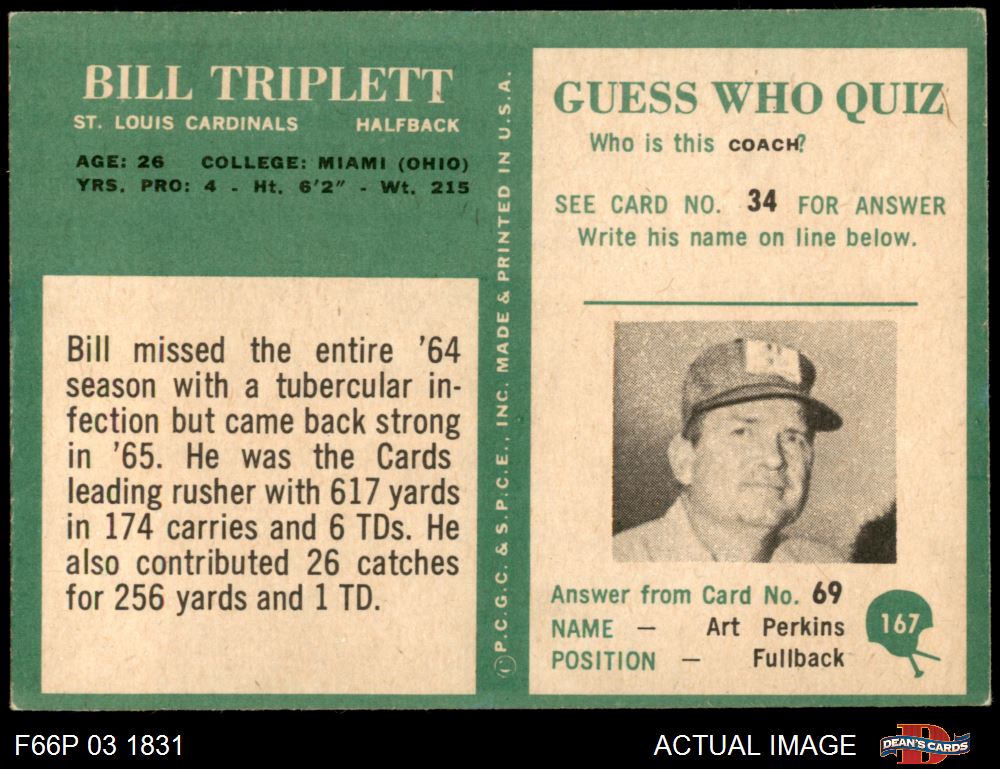 BILL TRIPLETT
ST. LOUIS CARDINALS HALFBACK
AGE: 26 COLLEGE: MIAMI (OHIO)
YRS. PRO: 4 - Ht. 6'2" - Wt. 215
Bill missed the entire '64
season with a tubercular in-
fection but came back strong
in '65. He was the Cards
leading rusher with 617 yards
in 174 carries and 6 TDs. He
also contributed 26 catches
for 256 yards and 1 TD.
© P.C.G.C. & S.P.C.E., INC. MADE & PRINTED IN U.S.A.
GUESS WHO QUIZ
Who is this COACH?
SEE CARD NO. 34 FOR ANSWER
Write his name on line below.
Answer from Card No. 69
NAME — Art Perkins
POSITION — Fullback
167
F66P 03 1831
ACTUAL IMAGE
DEAN'S CARDS